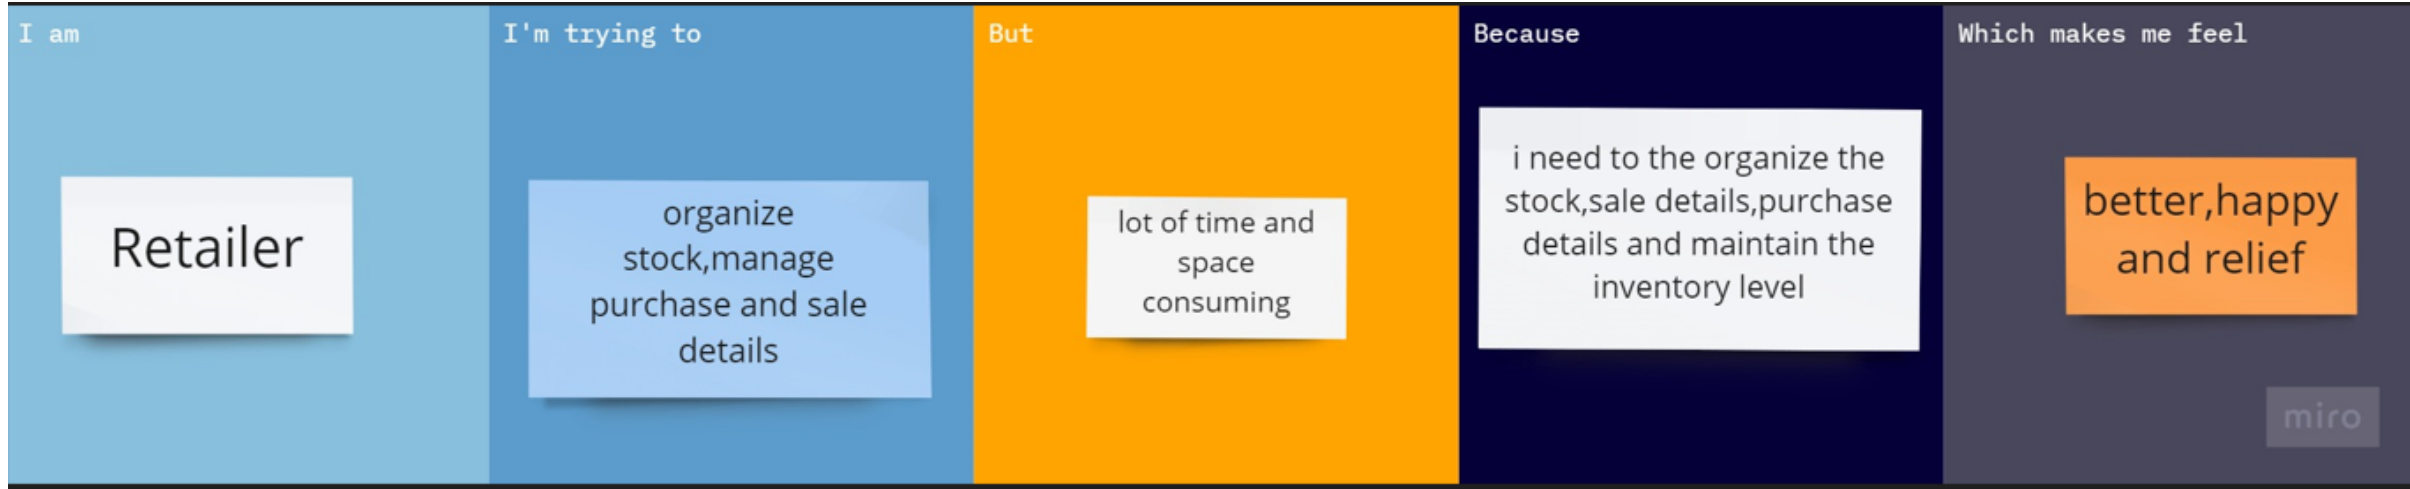 I am
Retailer
I'm trying to
organize
stock,manage
purchase and sale
details
But
lot of time and
space
consuming
Because
i need to the organize the
stock,sale details,purchase
details and maintain the
inventory level
Which makes me feel
better,happy
and relief
miro